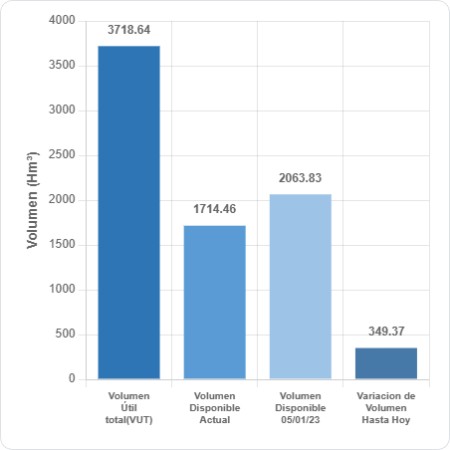 4000
3500
3000
2500
2000
1500
1000
500
0
Volumen (Hm³)
3718.64
1714.46
2063.83
349.37
Volumen
Útil
total(VUT)
Volumen
Disponible
Actual
Volumen
Disponible
05/01/23
Variacion de
Volumen
Hasta Hoy